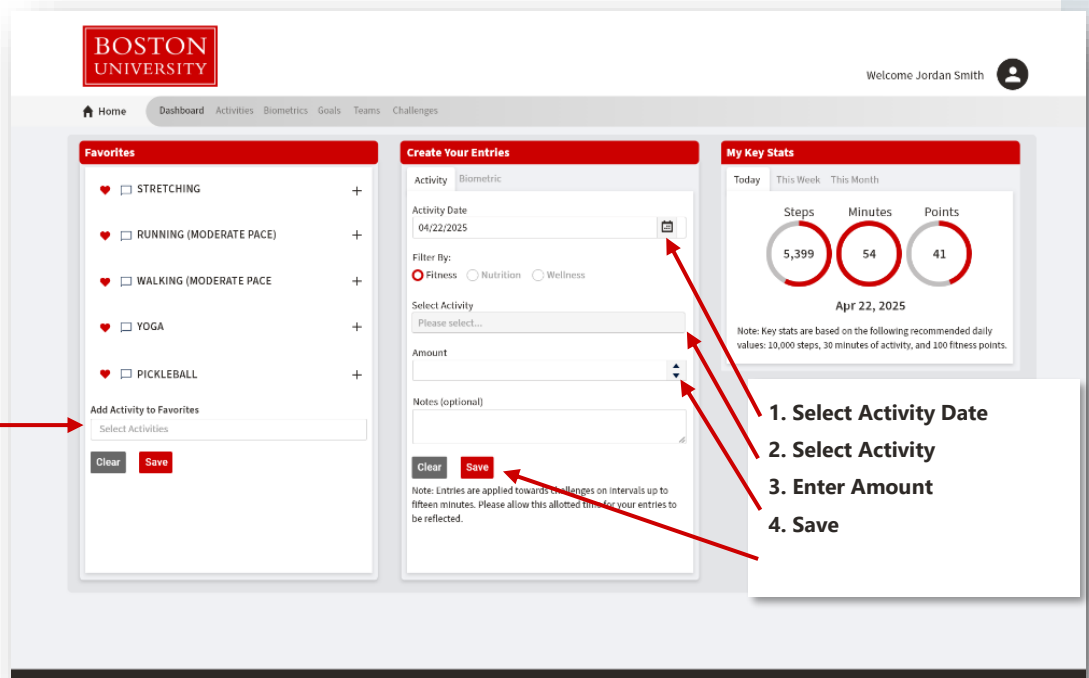 BOSTON
UNIVERSITY
Welcome Jordan Smith
Home
Dashboard Activities Biometrics Goals Teams Challenges
Favorites
STRETCHING
RUNNING (MODERATE PACE)
WALKING (MODERATE PACE
YOGA
PICKLEBALL
Add Activity to Favorites
Select Activities
Clear Save
Create Your Entries
Activity Biometric
Activity Date
04/22/2025
Filter By:
Fitness Nutrition Wellness
Select Activity
Please select...
Amount
Notes (optional)
Clear Save
Note: Entries are applied towards challenges on intervals up to
fifteen minutes. Please allow this allotted time for your entries to
be reflected.
My Key Stats
Today This Week This Month
Steps Minutes Points
5,399 54 41
Apr 22, 2025
Note: Key stats are based on the following recommended daily
values: 10,000 steps, 30 minutes of activity, and 100 fitness points.
1. Select Activity Date
2. Select Activity
3. Enter Amount
4. Save